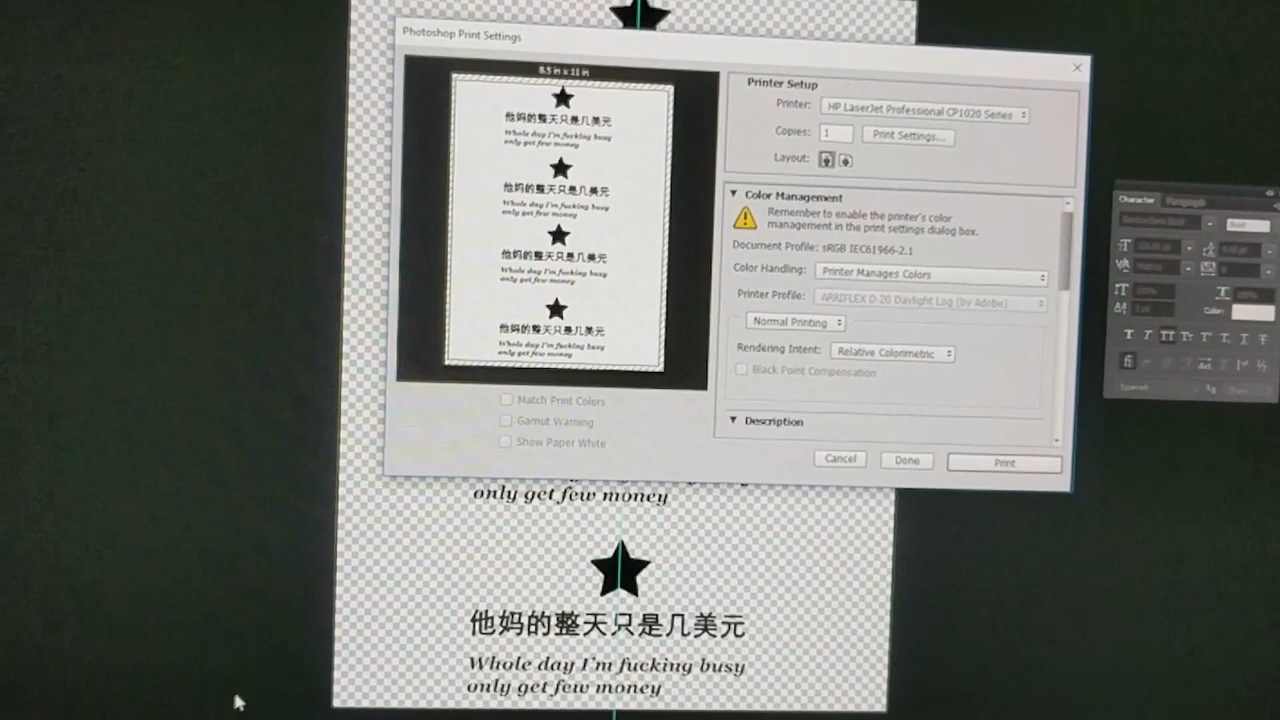 Photoshop Print Settings
8.5 in x 11 in
他妈的整天只是几美元
Whole day I'm fucking busy
only get few money
他妈的整天只是几美元
Whole day I'm fucking busy
only get few money
他妈的整天只是几美元
Whole day I'm fucking busy
only get few money
他妈的整天只是几美元
Whole day I'm fucking busy
only get few money
Match Print Colors
Gamut Warning
Show Paper White
Printer Setup
Printer: HP LaserJet Professional CP1020 Series
Copies: 1 Print Settings...
Layout:
Color Management
Remember to enable the printer's color
management in the print settings dialog box.
Document Profile: sRGB IEC61966-2.1
Color Handling: Printer Manages Colors
Printer Profile: ARRIFLEX D-20 Daylight Log (by Adobe)
Normal Printing
Rendering Intent: Relative Colorimetric
Black Point Compensation
Description
Cancel Done Print
Character Paragraph
Color:
Spanish
only get few money
他妈的整天只是几美元
Whole day I'm fucking busy
only get few money